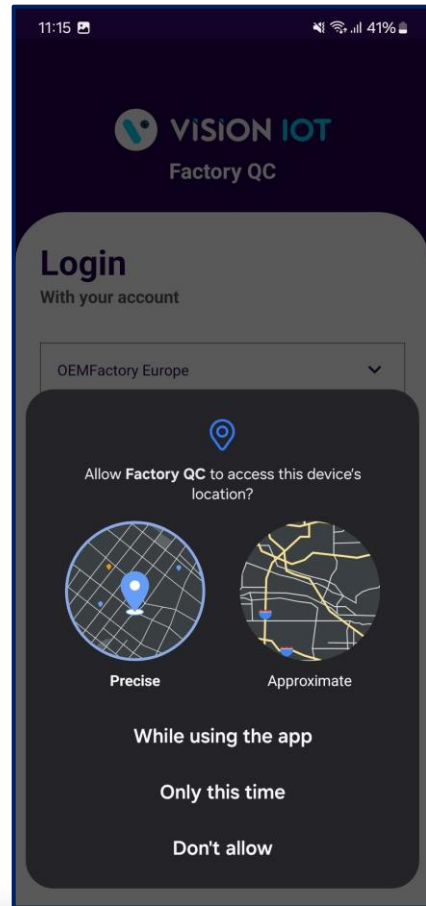 11:15
41%
VISION IOT
Factory QC
Login
With your account
OEMFactory Europe
Allow Factory QC to access this device's
location?
Precise
Approximate
While using the app
Only this time
Don't allow